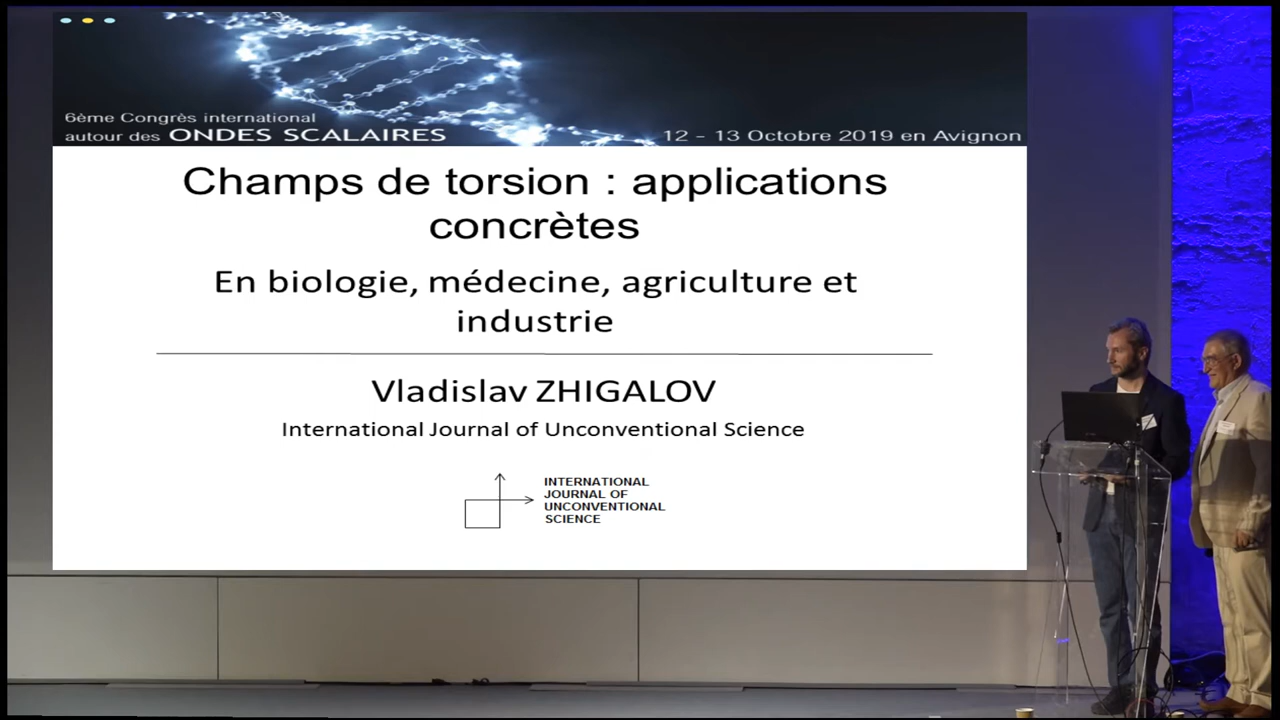 6ème Congrès international
autour des ONDES SCALAIRES
12 - 13 Octobre 2019 en Avignon
Champs de torsion : applications
concrètes
En biologie, médecine, agriculture et
industrie
Vladislav ZHIGALOV
International Journal of Unconventional Science
INTERNATIONAL
JOURNAL OF
UNCONVENTIONAL
SCIENCE